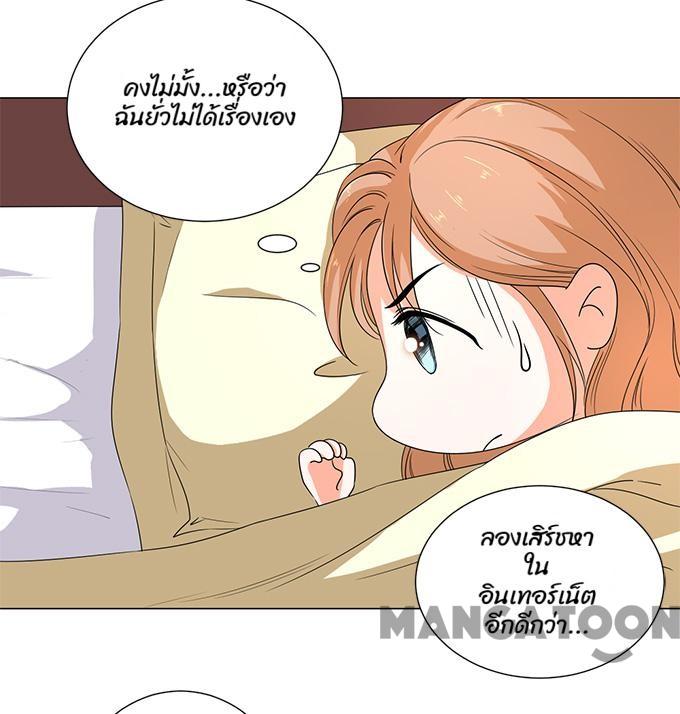 คงไม่มั้ง...หรือว่า
ฉันยั่วไม่ได้เรื่องเอง
ลองเสิร์ชหา
ใน
อินเทอร์เน็ต
อีกดีกว่า...
MANGATOON